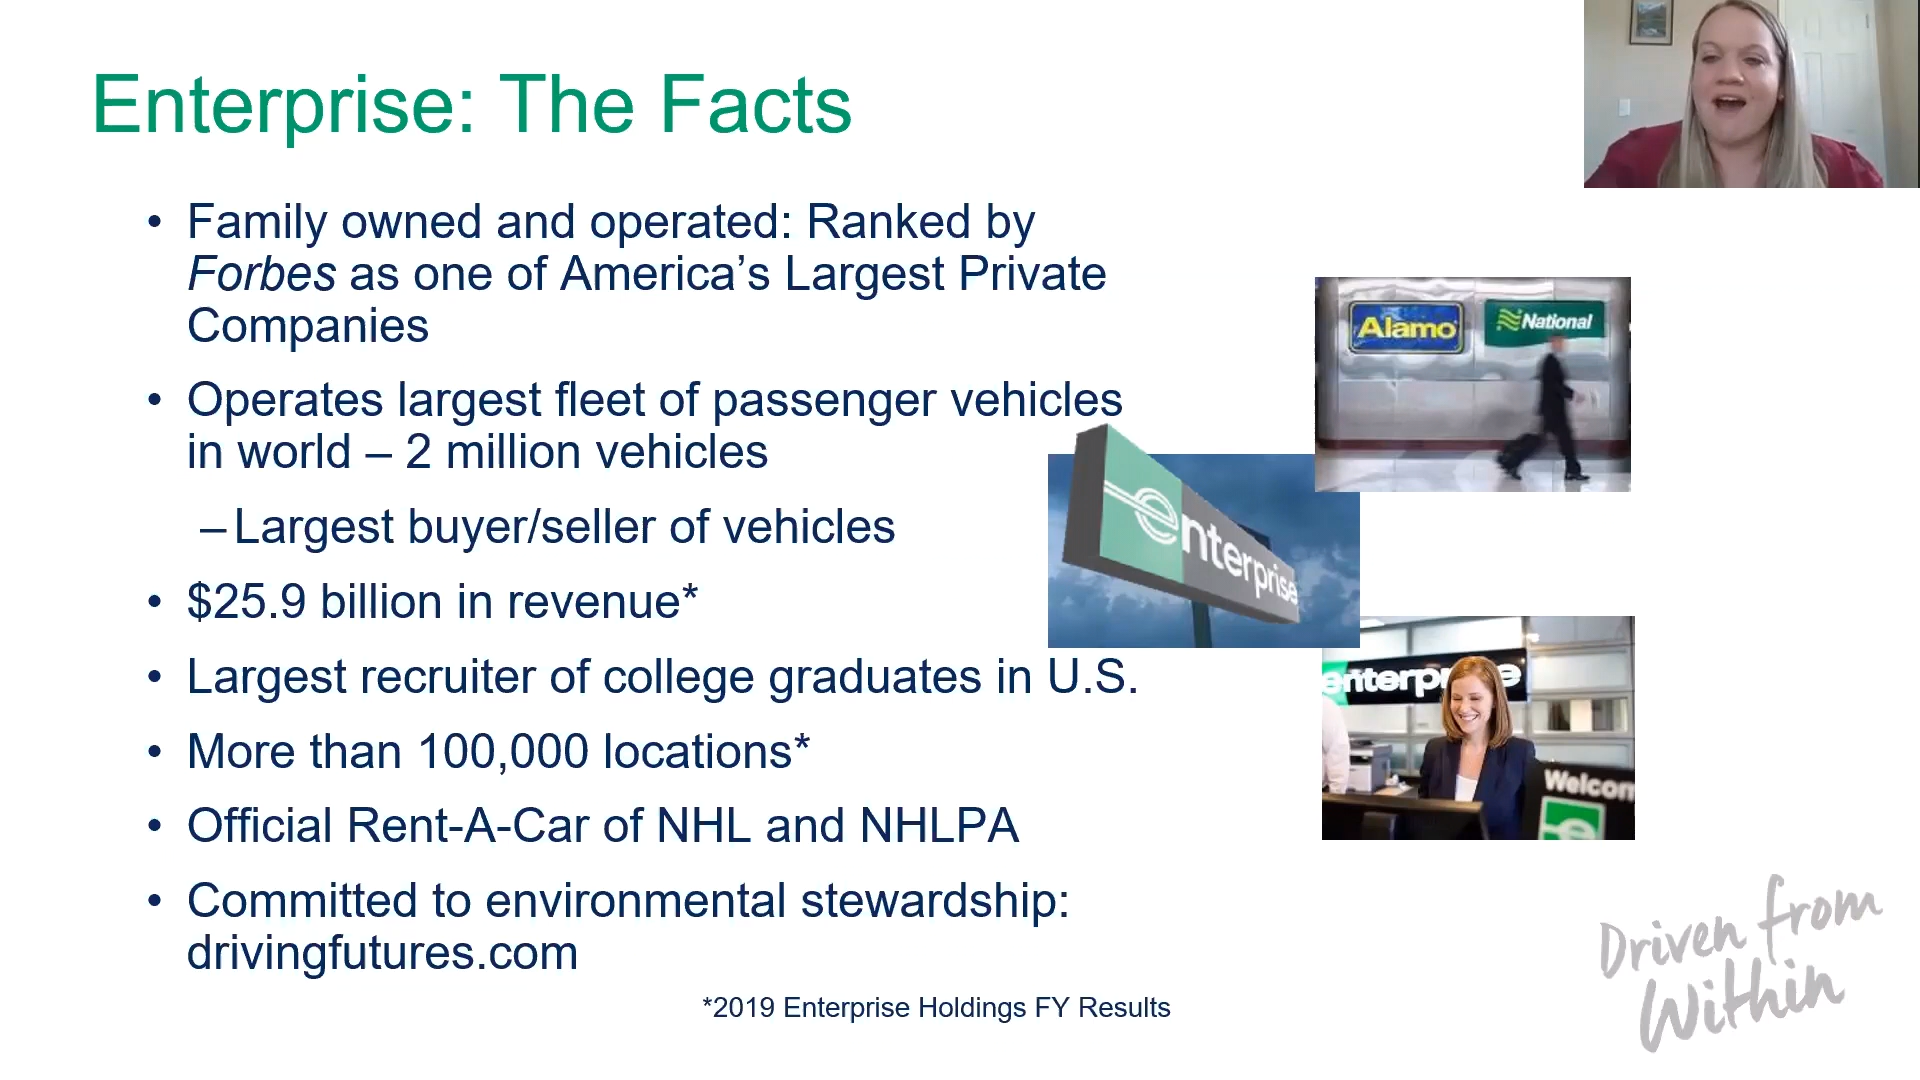 Enterprise: The Facts
• Family owned and operated: Ranked by
Forbes as one of America’s Largest Private
Companies
• Operates largest fleet of passenger vehicles
in world – 2 million vehicles
– Largest buyer/seller of vehicles
• $25.9 billion in revenue*
• Largest recruiter of college graduates in U.S.
• More than 100,000 locations*
• Official Rent-A-Car of NHL and NHLPA
• Committed to environmental stewardship:
drivingfutures.com
*2019 Enterprise Holdings FY Results
Alamo
National
enterprise
enterp e
Welcom
e
Driven from
Within